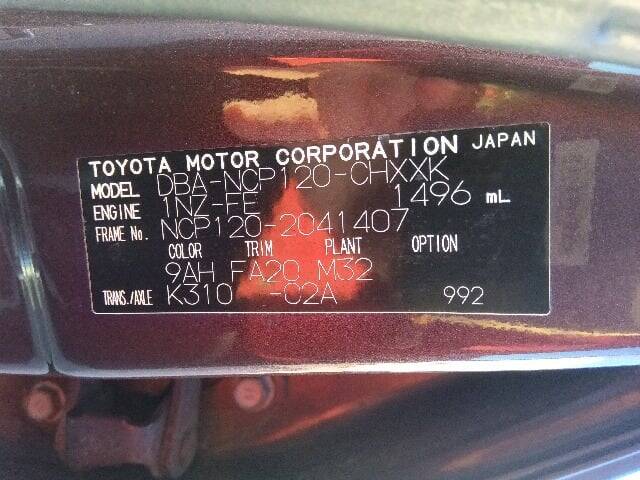 TOYOTA MOTOR CORPORATION JAPAN
MODEL DBA-NCP120-CHXXK
ENGINE 1NZ-FE 1496 mL
FRAME No. NCP120-2041407
COLOR TRIM PLANT OPTION
9AH FA20 M32
TRANS./AXLE K310 -C2A 992